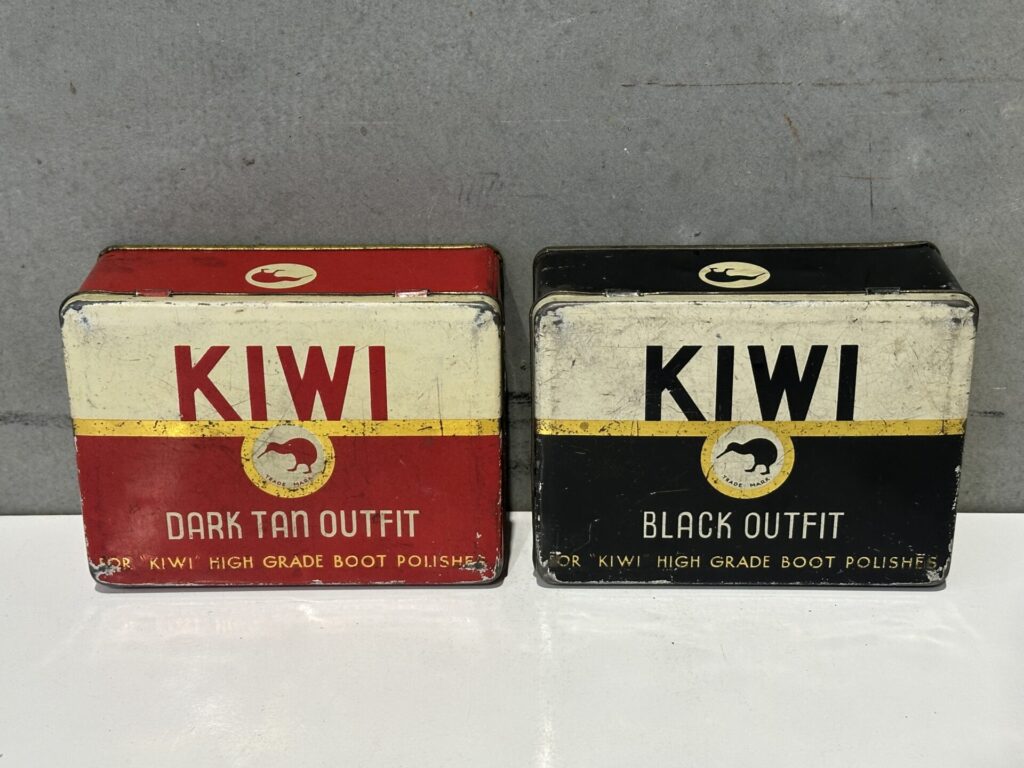 KIWI
TRADE MARK
DARK TAN OUTFIT
FOR "KIWI" HIGH GRADE BOOT POLISHES
KIWI
TRADE MARK
BLACK OUTFIT
FOR "KIWI" HIGH GRADE BOOT POLISHES